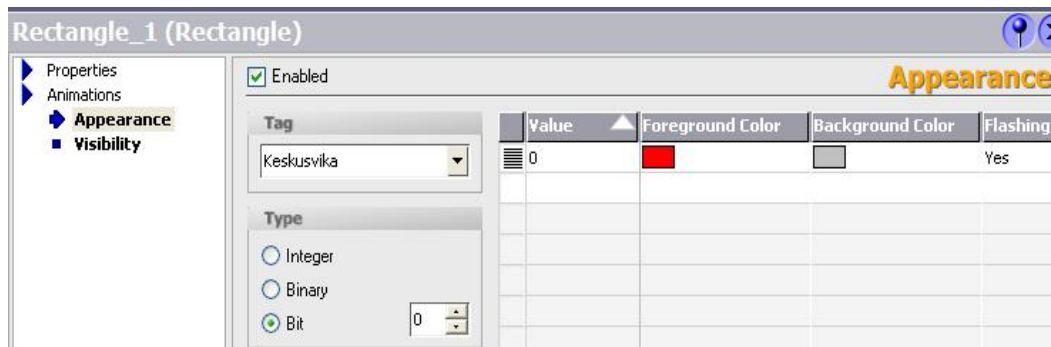 Rectangle_1 (Rectangle)
Properties
Animations
Appearance
Visibility
Enabled
Appearance
Tag
Keskusvika
Type
Integer
Binary
Bit
0
Value Foreground Color Background Color Flashing
0 Yes